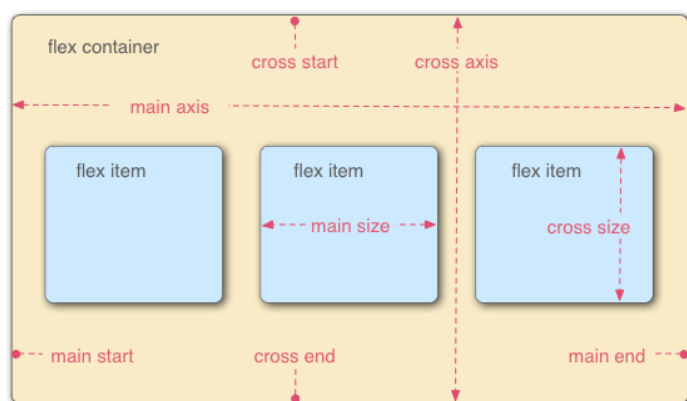 flex container
cross start
cross axis
main axis
flex item
flex item
flex item
main size
cross size
main start
cross end
main end